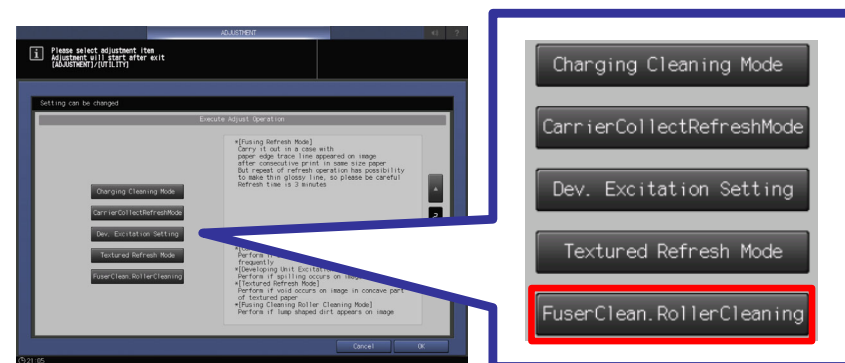 ADJUSTMENT
?
i
Please select adjustment item
Adjustment will start after exit
[ADJUSTMENT]/[UTILITY]
Setting can be changed
Execute Adjust Operation
*[Fusing Refresh Mode]
Carry it out in a case with
paper edge trace line appeared on image
after consecutive print in same size paper
But repeat of refresh operation has possibility
to make thin glossy line, so please be careful
Refresh time is 3 minutes
Charging Cleaning Mode
CarrierCollectRefreshMode
Dev. Excitation Setting
Textured Refresh Mode
FuserClean.RollerCleaning
Perform
frequently
*[Developing Unit Excitat
Perform if spilling occurs on
*[Textured Refresh Mode]
Perform if void occurs on image in concave part
of textured paper
*[Fusing Cleaning Roller Cleaning Mode]
Perform if lump shaped dirt appears on image
Cancel
OK
21:05
Charging Cleaning Mode
CarrierCollectRefreshMode
Dev. Excitation Setting
Textured Refresh Mode
FuserClean.RollerCleaning